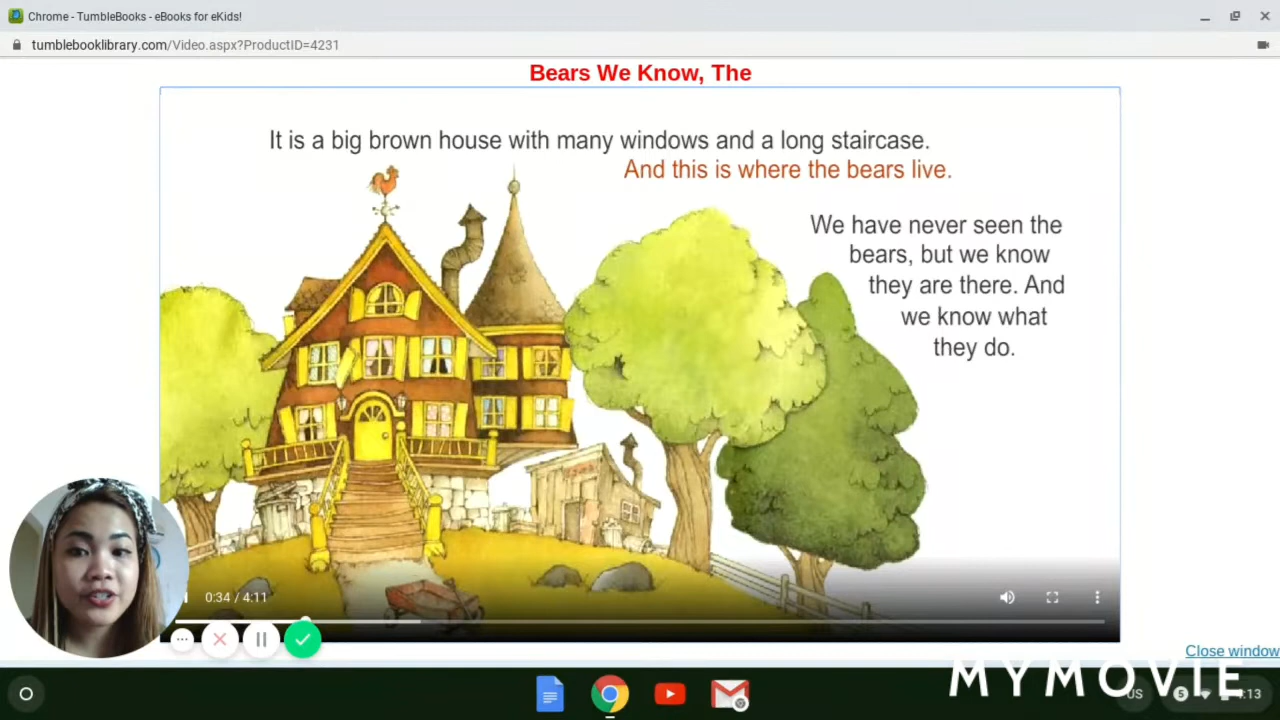 Chrome - TumbleBooks - eBooks for eKids!
tumblebooklibrary.com/Video.aspx?ProductID=4231
Bears We Know, The
It is a big brown house with many windows and a long staircase.
And this is where the bears live.
We have never seen the
bears, but we know
they are there. And
we know what
they do.
0:34 / 4:11
Close window
MYMOVIE
US
5